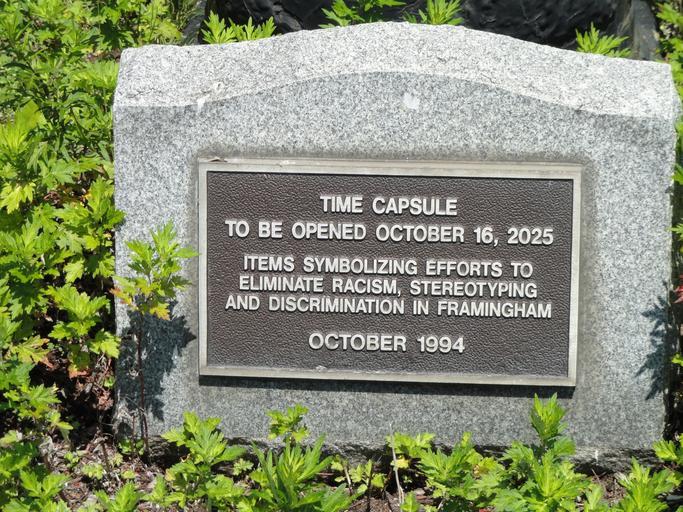 TIME CAPSULE
TO BE OPENED OCTOBER 16, 2025
ITEMS SYMBOLIZING EFFORTS TO
ELIMINATE RACISM, STEREOTYPING
AND DISCRIMINATION IN FRAMINGHAM
OCTOBER 1994